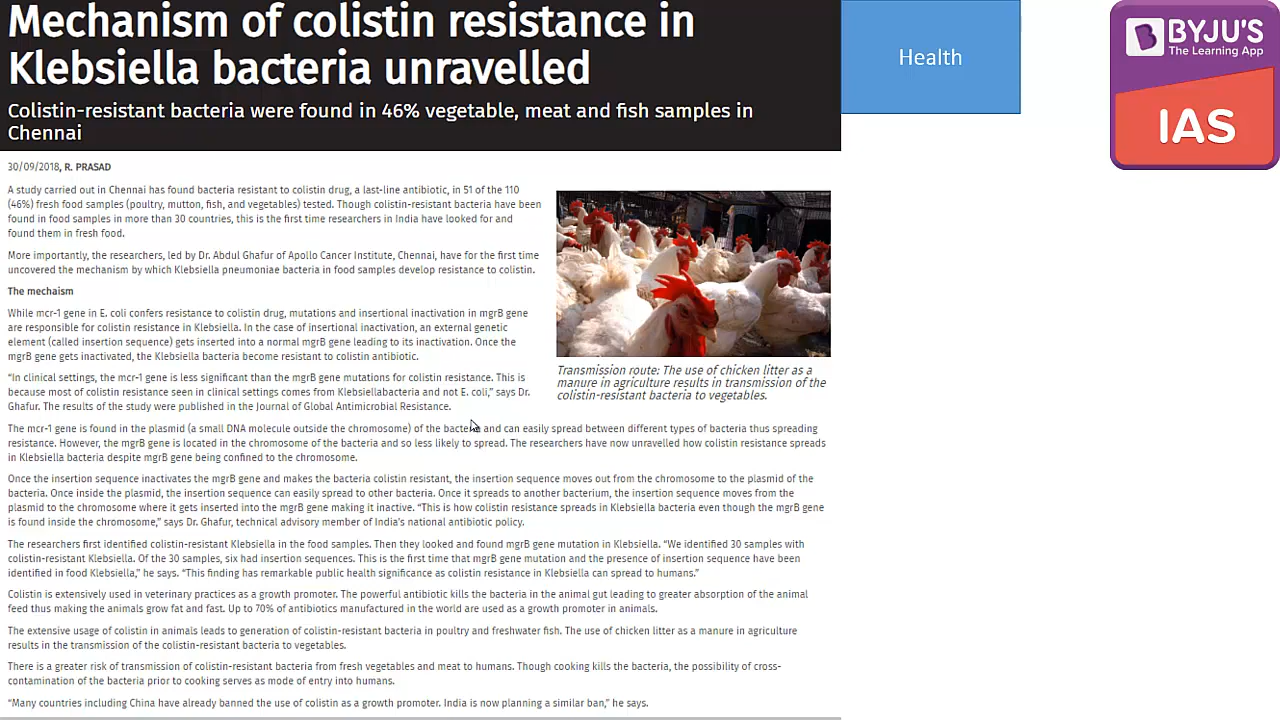 Mechanism of colistin resistance in
Klebsiella bacteria unravelled
Colistin-resistant bacteria were found in 46% vegetable, meat and fish samples in
Chennai
Health
BYJU'S
The Learning App
IAS
30/09/2018, R. PRASAD
A study carried out in Chennai has found bacteria resistant to colistin drug, a last-line antibiotic, in 51 of the 110
(46%) fresh food samples (poultry, mutton, fish, and vegetables) tested. Though colistin-resistant bacteria have been
found in food samples in more than 30 countries, this is the first time researchers in India have looked for and
found them in fresh food.
More importantly, the researchers, led by Dr. Abdul Ghafur of Apollo Cancer Institute, Chennai, have for the first time
uncovered the mechanism by which Klebsiella pneumoniae bacteria in food samples develop resistance to colistin.
The mechaism
While mcr-1 gene in E. coli confers resistance to colistin drug, mutations and insertional inactivation in mgrB gene
are responsible for colistin resistance in Klebsiella. In the case of insertional inactivation, an external genetic
element (called insertion sequence) gets inserted into a normal mgrB gene leading to its inactivation. Once the
mgrB gene gets inactivated, the Klebsiella bacteria become resistant to colistin antibiotic.
Transmission route: The use of chicken litter as a
manure in agriculture results in transmission of the
colistin-resistant bacteria to vegetables.
“In clinical settings, the mcr-1 gene is less significant than the mgrB gene mutations for colistin resistance. This is
because most of colistin resistance seen in clinical settings comes from Klebsiellabacteria and not E. coli,” says Dr.
Ghafur. The results of the study were published in the Journal of Global Antimicrobial Resistance.
The mcr-1 gene is found in the plasmid (a small DNA molecule outside the chromosome) of the bacteria and can easily spread between different types of bacteria thus spreading
resistance. However, the mgrB gene is located in the chromosome of the bacteria and so less likely to spread. The researchers have now unravelled how colistin resistance spreads
in Klebsiella bacteria despite mgrB gene being confined to the chromosome.
Once the insertion sequence inactivates the mgrB gene and makes the bacteria colistin resistant, the insertion sequence moves out from the chromosome to the plasmid of the
bacteria. Once inside the plasmid, the insertion sequence can easily spread to other bacteria. Once it spreads to another bacterium, the insertion sequence moves from the
plasmid to the chromosome where it gets inserted into the mgrB gene making it inactive. “This is how colistin resistance spreads in Klebsiella bacteria even though the mgrB gene
is found inside the chromosome,” says Dr. Ghafur, technical advisory member of India’s national antibiotic policy.
The researchers first identified colistin-resistant Klebsiella in the food samples. Then they looked and found mgrB gene mutation in Klebsiella. “We identified 30 samples with
colistin-resistant Klebsiella. Of the 30 samples, six had insertion sequences. This is the first time that mgrB gene mutation and the presence of insertion sequence have been
identified in food Klebsiella,” he says. “This finding has remarkable public health significance as colistin resistance in Klebsiella can spread to humans.”
Colistin is extensively used in veterinary practices as a growth promoter. The powerful antibiotic kills the bacteria in the animal gut leading to greater absorption of the animal
feed thus making the animals grow fat and fast. Up to 70% of antibiotics manufactured in the world are used as a growth promoter in animals.
The extensive usage of colistin in animals leads to generation of colistin-resistant bacteria in poultry and freshwater fish. The use of chicken litter as a manure in agriculture
results in the transmission of the colistin-resistant bacteria to vegetables.
There is a greater risk of transmission of colistin-resistant bacteria from fresh vegetables and meat to humans. Though cooking kills the bacteria, the possibility of cross-
contamination of the bacteria prior to cooking serves as mode of entry into humans.
“Many countries including China have already banned the use of colistin as a growth promoter. India is now planning a similar ban,” he says.